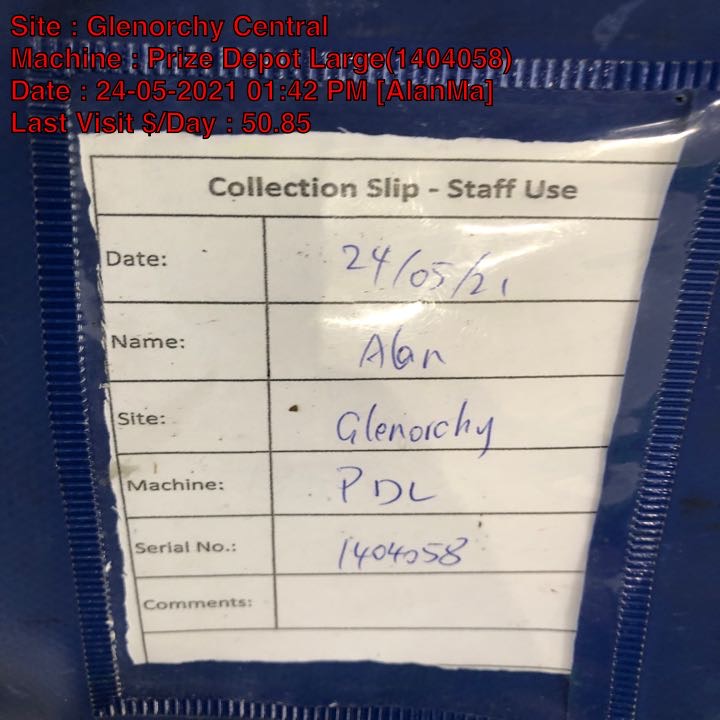 Site : Glenorchy Central
Machine : Prize Depot Large(1404058)
Date : 24-05-2021 01:42 PM [AlanMa]
Last Visit $/Day : 50.85
Collection Slip - Staff Use
Date: 24/05/21
Name: Alan
Site: Glenorchy
Machine: PDL
Serial No.: 1404058
Comments: